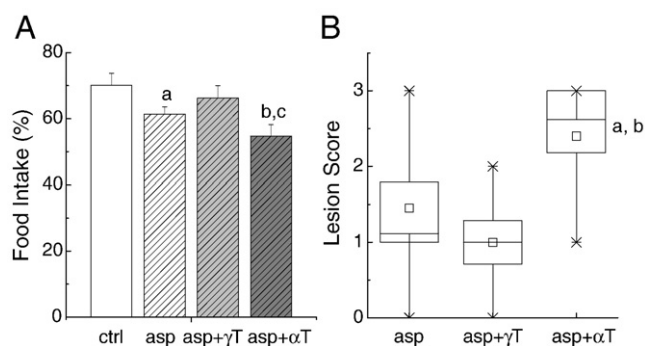 A
Food Intake (%)
80
60
40
20
0
a
b,c
ctrl asp asp+γT asp+αT
B
Lesion Score
3
2
1
0
a, b
asp asp+γT asp+αT